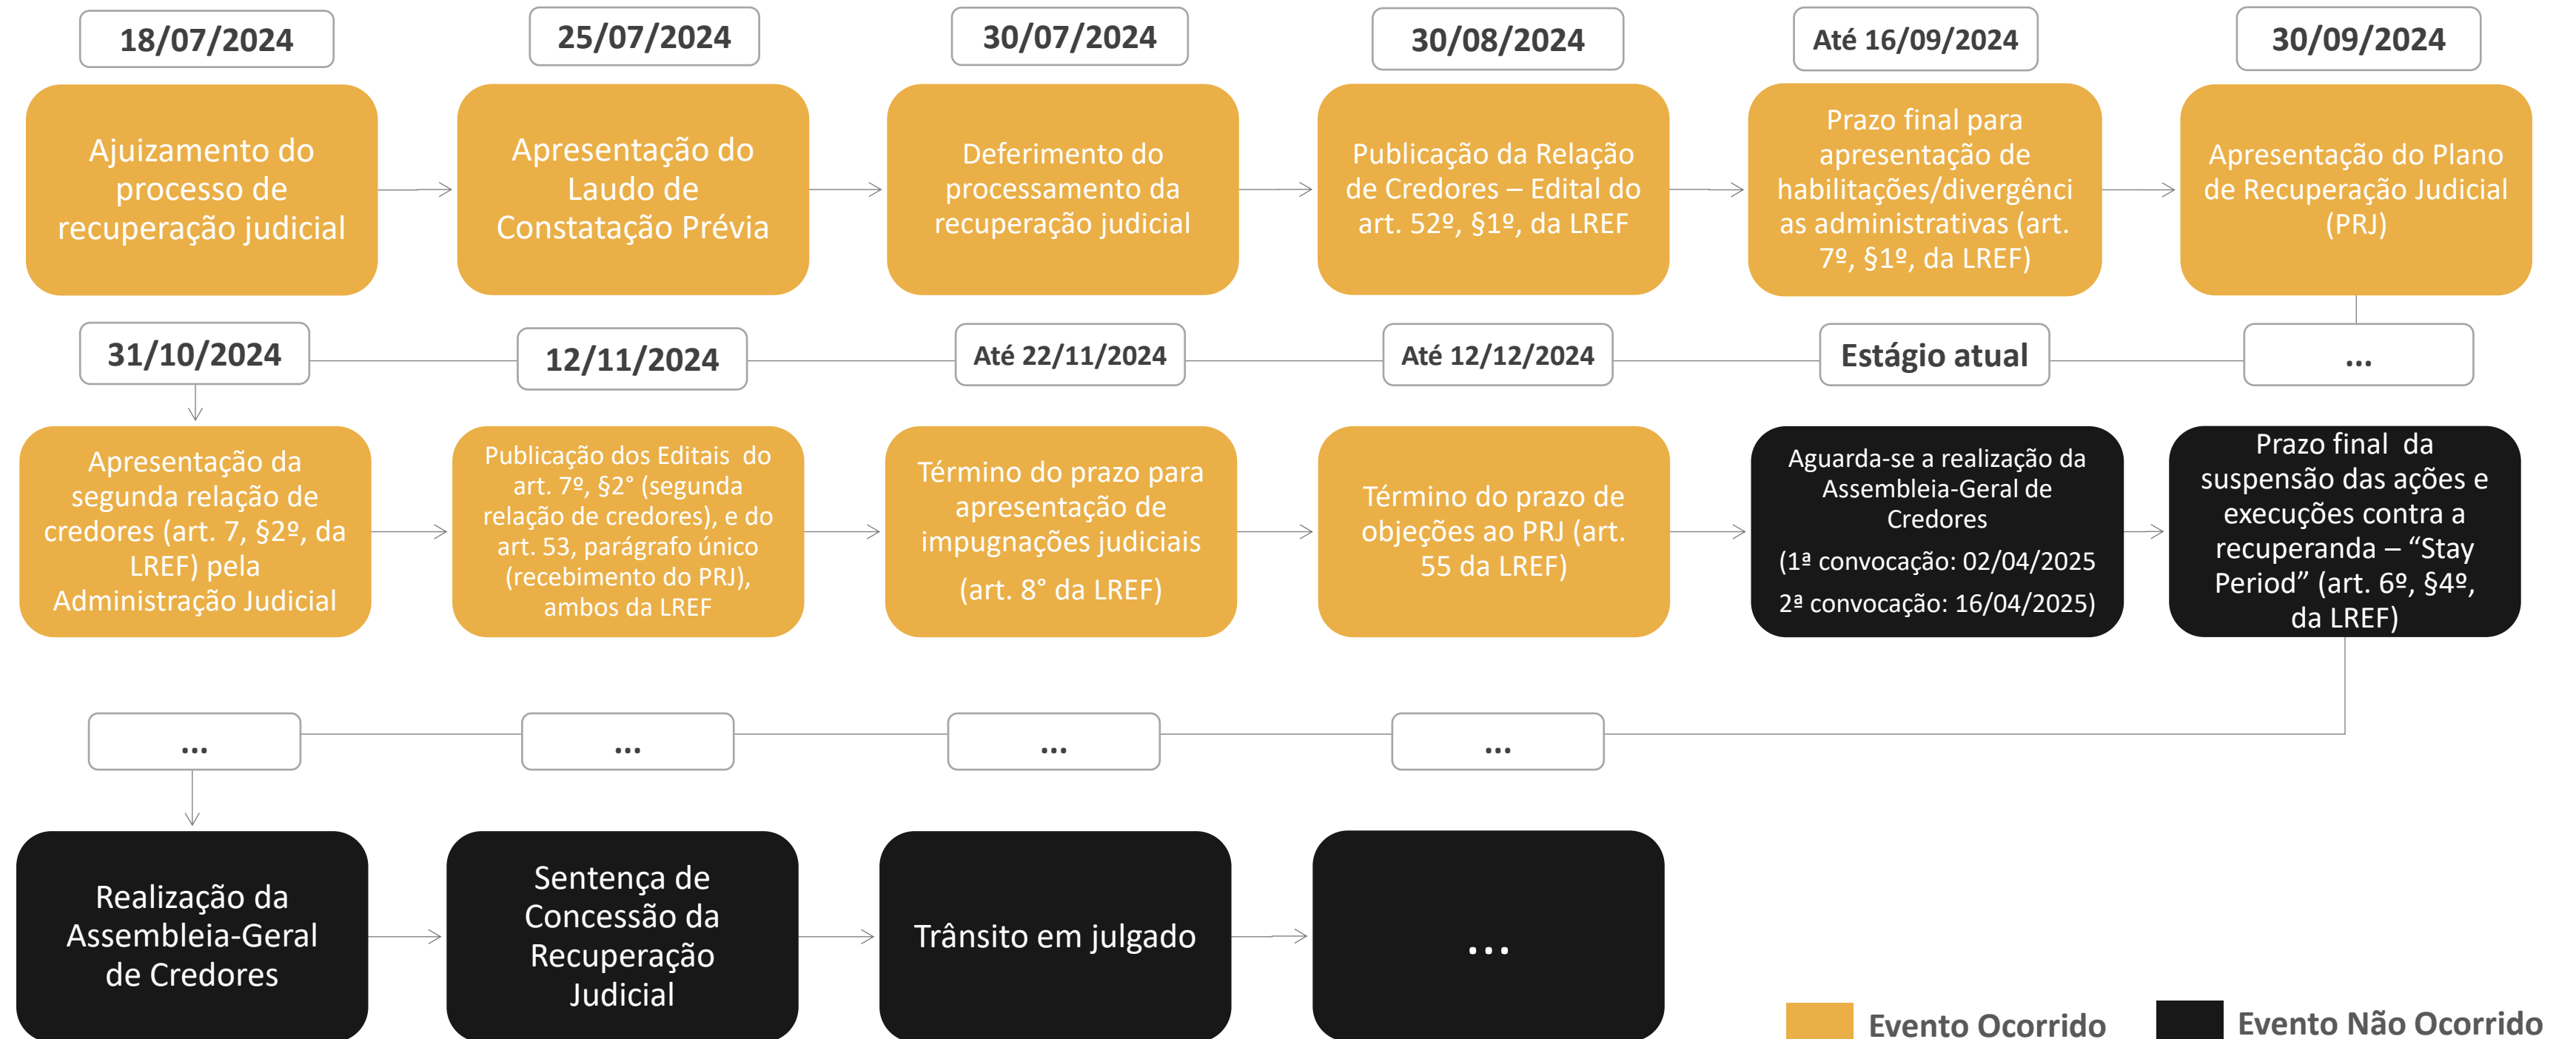 18/07/2024
25/07/2024
30/07/2024
30/08/2024
Até 16/09/2024
30/09/2024
Ajuizamento do
processo de
recuperação judicial
Apresentação do
Laudo de
Constatação Prévia
Deferimento do
processamento da
recuperação judicial
Publicação da Relação
de Credores – Edital do
art. 52º, §1º, da LREF
Prazo final para
apresentação de
habilitações/divergênci
as administrativas (art.
7º, §1º, da LREF)
Apresentação do Plano
de Recuperação Judicial
(PRJ)
31/10/2024
12/11/2024
Até 22/11/2024
Até 12/12/2024
Estágio atual
...
Apresentação da
segunda relação de
credores (art. 7, §2º, da
LREF) pela
Administração Judicial
Publicação dos Editais  do
art. 7º, §2° (segunda
relação de credores), e do
art. 53, parágrafo único
(recebimento do PRJ),
ambos da LREF
Término do prazo para
apresentação de
impugnações judiciais
(art. 8° da LREF)
Término do prazo de
objeções ao PRJ (art.
55 da LREF)
Aguarda-se a realização da
Assembleia-Geral de
Credores
(1ª convocação: 02/04/2025
2ª convocação: 16/04/2025)
Prazo final  da
suspensão das ações e
execuções contra a
recuperanda – “Stay
Period” (art. 6º, §4º,
da LREF)
...
...
...
...
Realização da
Assembleia-Geral
de Credores
Sentença de
Concessão da
Recuperação
Judicial
Trânsito em julgado
...
Evento Ocorrido
Evento Não Ocorrido